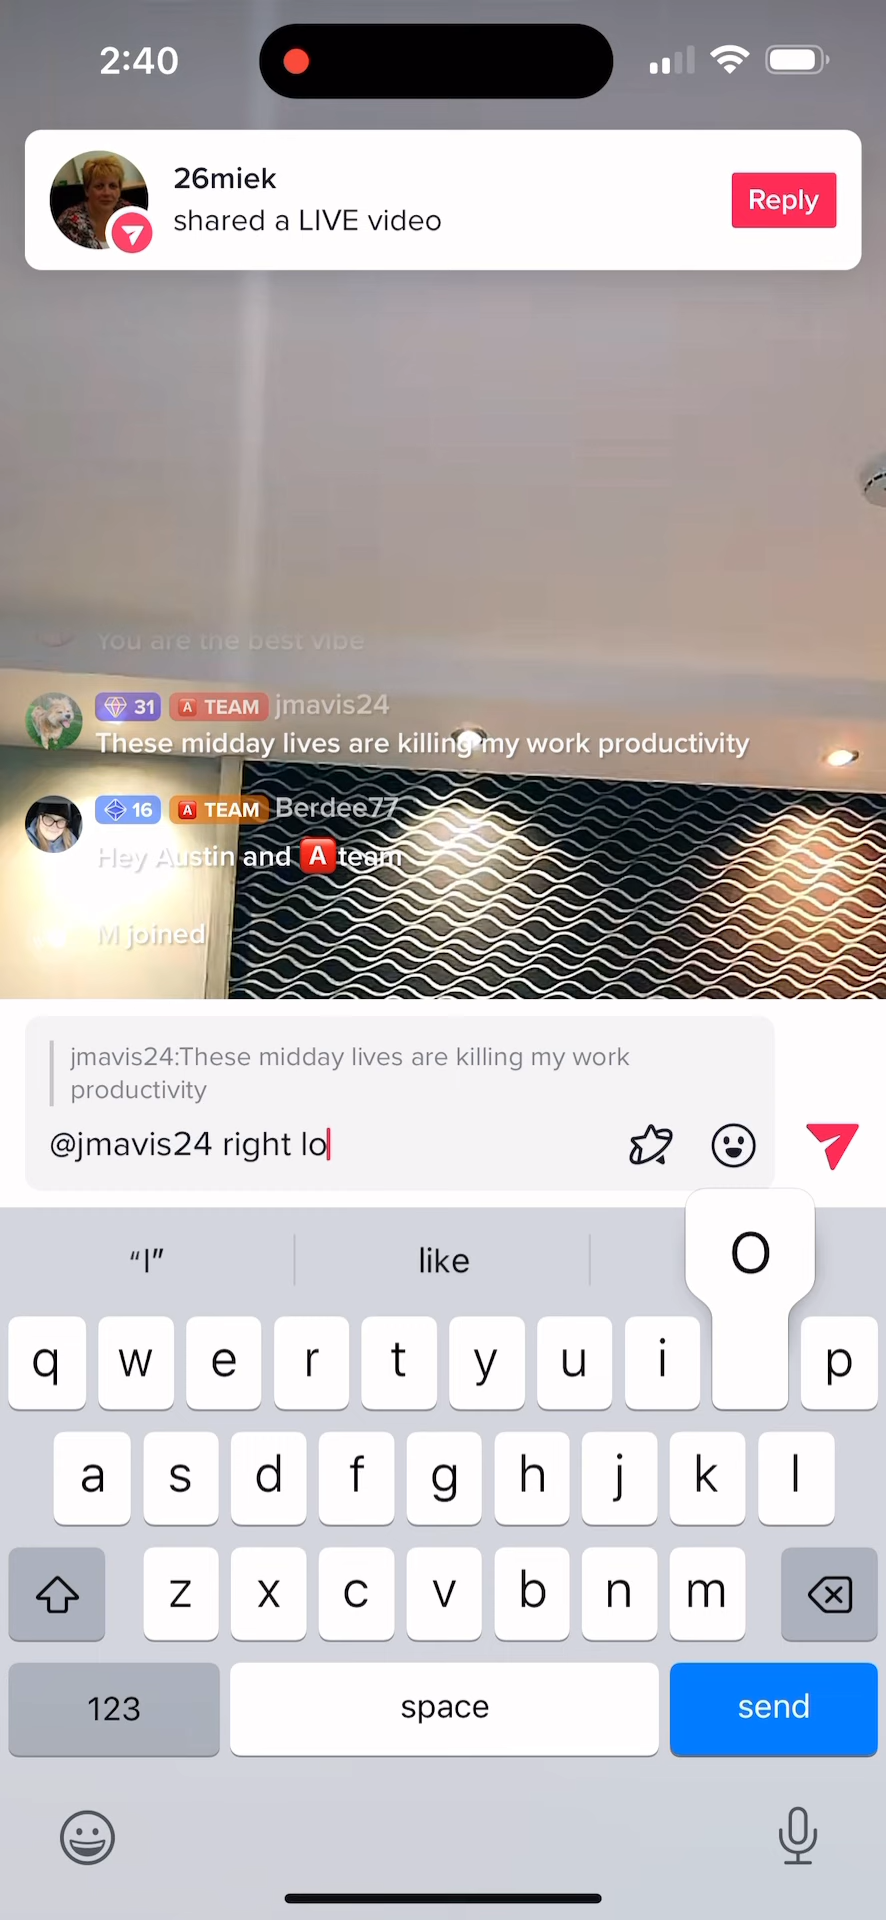 2:40
26miek
shared a LIVE video
Reply
You are the best vibe
31 A TEAM jmavis24
These midday lives are killing my work productivity
16 A TEAM Berdee77
Hey Austin and A team
M joined
jmavis24:These midday lives are killing my work
productivity
@jmavis24 right lo
“l” like
O
q w e r t y u i p
a s d f g h j k l
z x c v b n m
123 space send